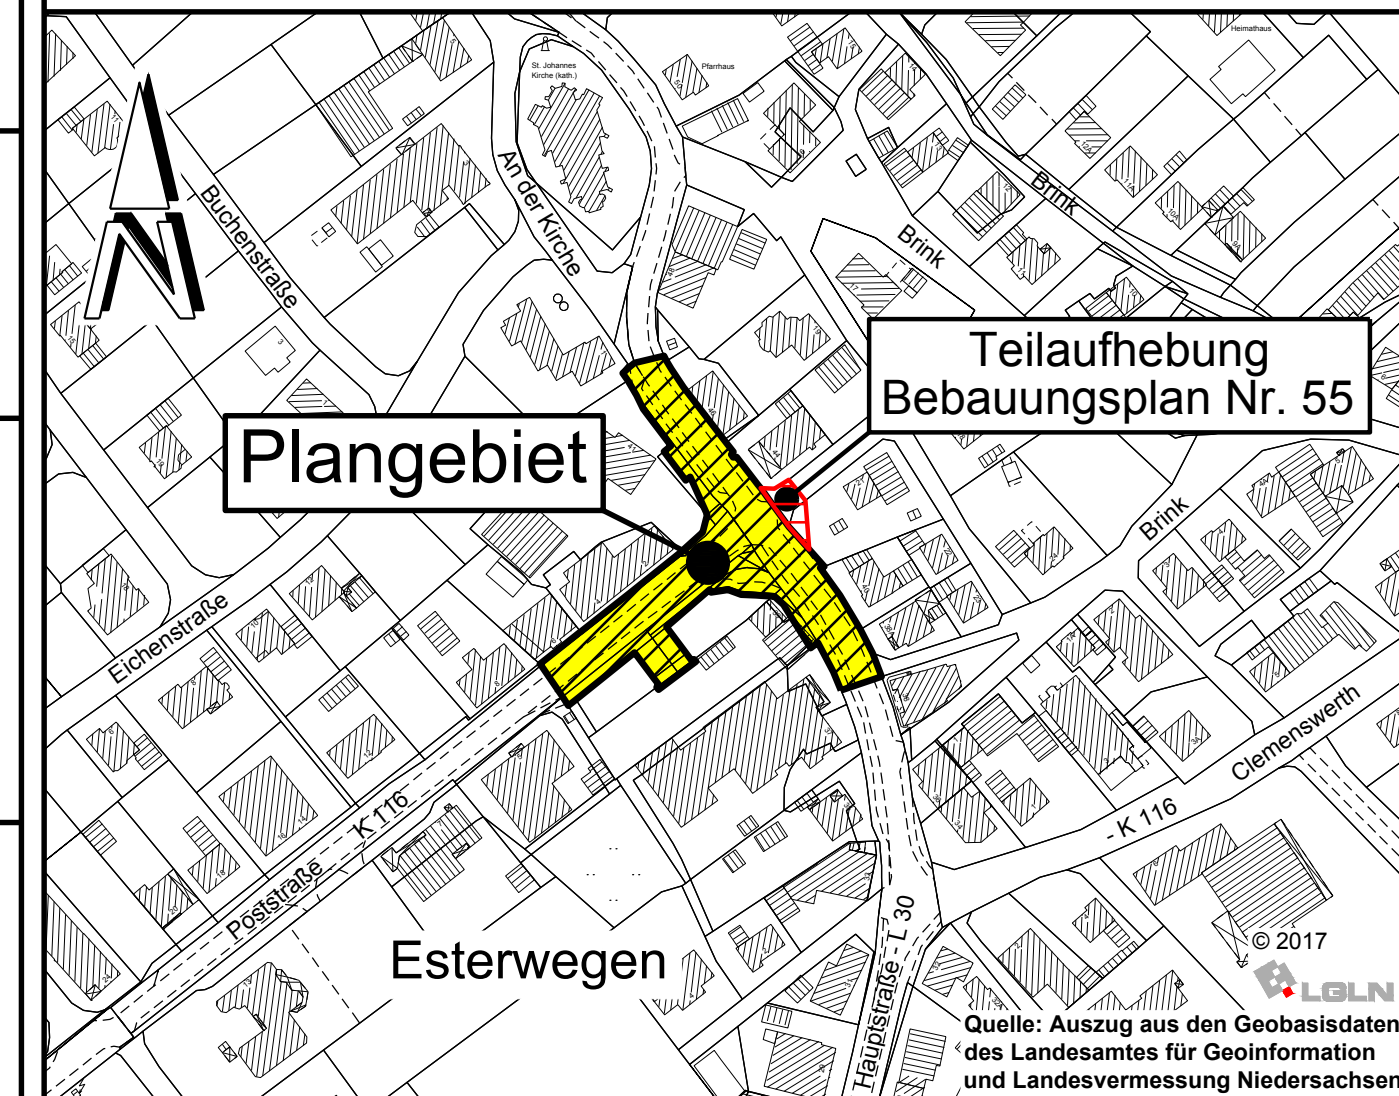 St. Johannes
Kirche (kath.)
Pfarrhaus
Heimathaus
An der Kirche
Buchenstraße
Brink
Brink
Teilaufhebung
Bebauungsplan Nr. 55
Plangebiet
Brink
Eichenstraße
Clemenswerth
- K 116
K 116
Poststraße
Esterwegen
Hauptstraße - L 30
© 2017
LGLN
Quelle: Auszug aus den Geobasisdaten
des Landesamtes für Geoinformation
und Landesvermessung Niedersachsen
N